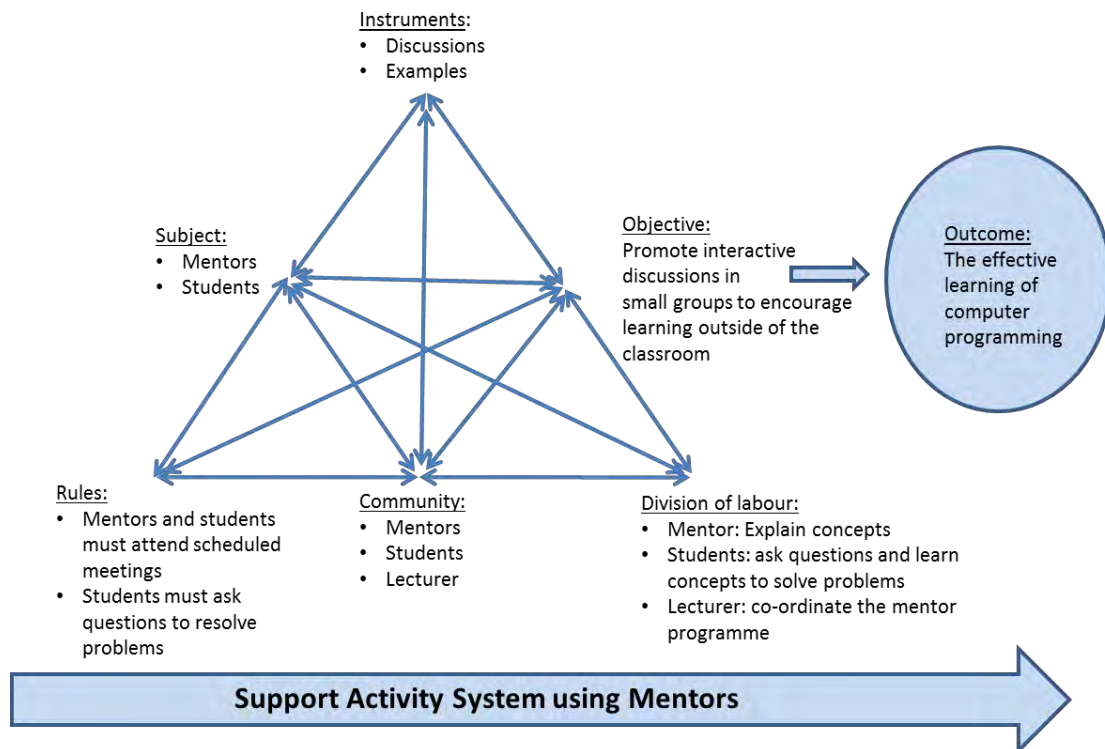 Instruments:
• Discussions
• Examples
Subject:
• Mentors
• Students
Objective:
Promote interactive
discussions in
small groups to encourage
learning outside of the
classroom
Outcome:
The effective
learning of
computer
programming
Rules:
• Mentors and students
must attend scheduled
meetings
• Students must ask
questions to resolve
problems
Community:
• Mentors
• Students
• Lecturer
Division of labour:
• Mentor: Explain concepts
• Students: ask questions and learn
concepts to solve problems
• Lecturer: co-ordinate the mentor
programme
Support Activity System using Mentors